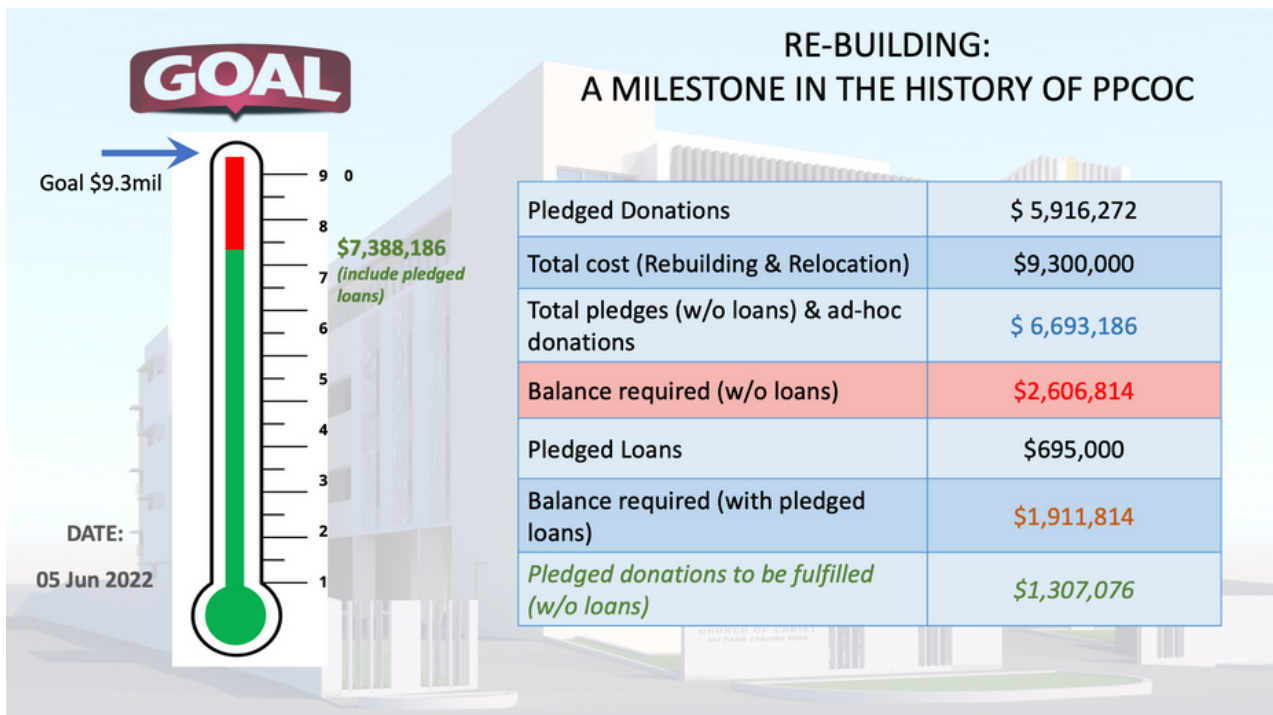 GOAL
Goal $9.3mil
9 0
8
7
6
5
4
3
2
1
$7,388,186
(include pledged
loans)
DATE:
05 Jun 2022
RE-BUILDING:
A MILESTONE IN THE HISTORY OF PPCOC
Pledged Donations $ 5,916,272
Total cost (Rebuilding & Relocation) $9,300,000
Total pledges (w/o loans) & ad-hoc
donations $ 6,693,186
Balance required (w/o loans) $2,606,814
Pledged Loans $695,000
Balance required (with pledged
loans) $1,911,814
Pledged donations to be fulfilled
(w/o loans) $1,307,076
CHURCH OF CHRIST